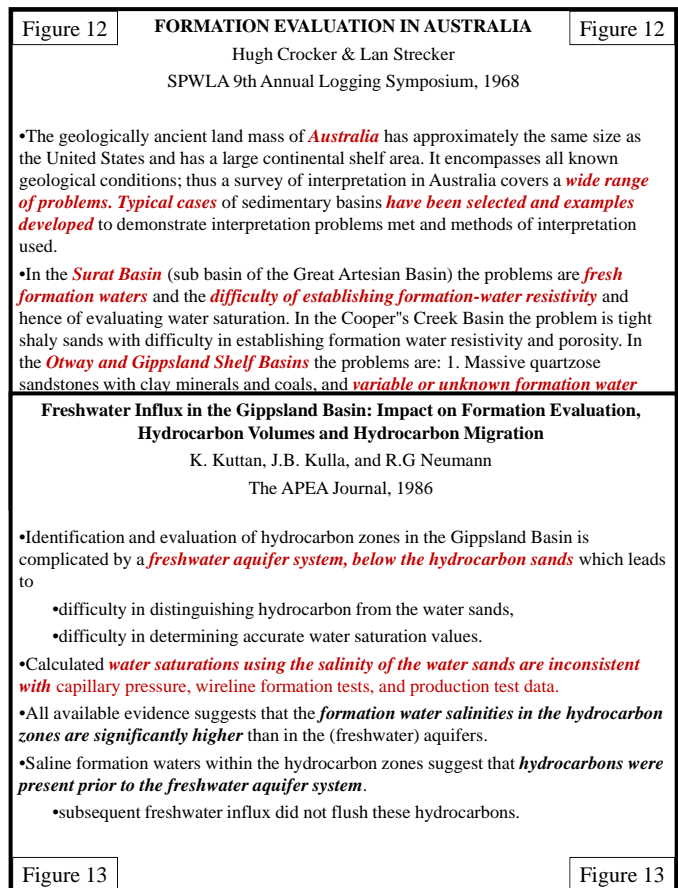 Figure 12
FORMATION EVALUATION IN AUSTRALIA
Figure 12
Hugh Crocker & Lan Strecker
SPWLA 9th Annual Logging Symposium, 1968
•The geologically ancient land mass of Australia has approximately the same size as
the United States and has a large continental shelf area. It encompasses all known
geological conditions; thus a survey of interpretation in Australia covers a wide range
of problems. Typical cases of sedimentary basins have been selected and examples
developed to demonstrate interpretation problems met and methods of interpretation
used.
•In the Surat Basin (sub basin of the Great Artesian Basin) the problems are fresh
formation waters and the difficulty of establishing formation-water resistivity and
hence of evaluating water saturation. In the Cooper"s Creek Basin the problem is tight
shaly sands with difficulty in establishing formation water resistivity and porosity. In
the Otway and Gippsland Shelf Basins the problems are: 1. Massive quartzose
sandstones with clay minerals and coals, and variable or unknown formation water
Freshwater Influx in the Gippsland Basin: Impact on Formation Evaluation,
Hydrocarbon Volumes and Hydrocarbon Migration
K. Kuttan, J.B. Kulla, and R.G Neumann
The APEA Journal, 1986
•Identification and evaluation of hydrocarbon zones in the Gippsland Basin is
complicated by a freshwater aquifer system, below the hydrocarbon sands which leads
to
•difficulty in distinguishing hydrocarbon from the water sands,
•difficulty in determining accurate water saturation values.
•Calculated water saturations using the salinity of the water sands are inconsistent
with capillary pressure, wireline formation tests, and production test data.
•All available evidence suggests that the formation water salinities in the hydrocarbon
zones are significantly higher than in the (freshwater) aquifers.
•Saline formation waters within the hydrocarbon zones suggest that hydrocarbons were
present prior to the freshwater aquifer system.
•subsequent freshwater influx did not flush these hydrocarbons.
Figure 13
Figure 13